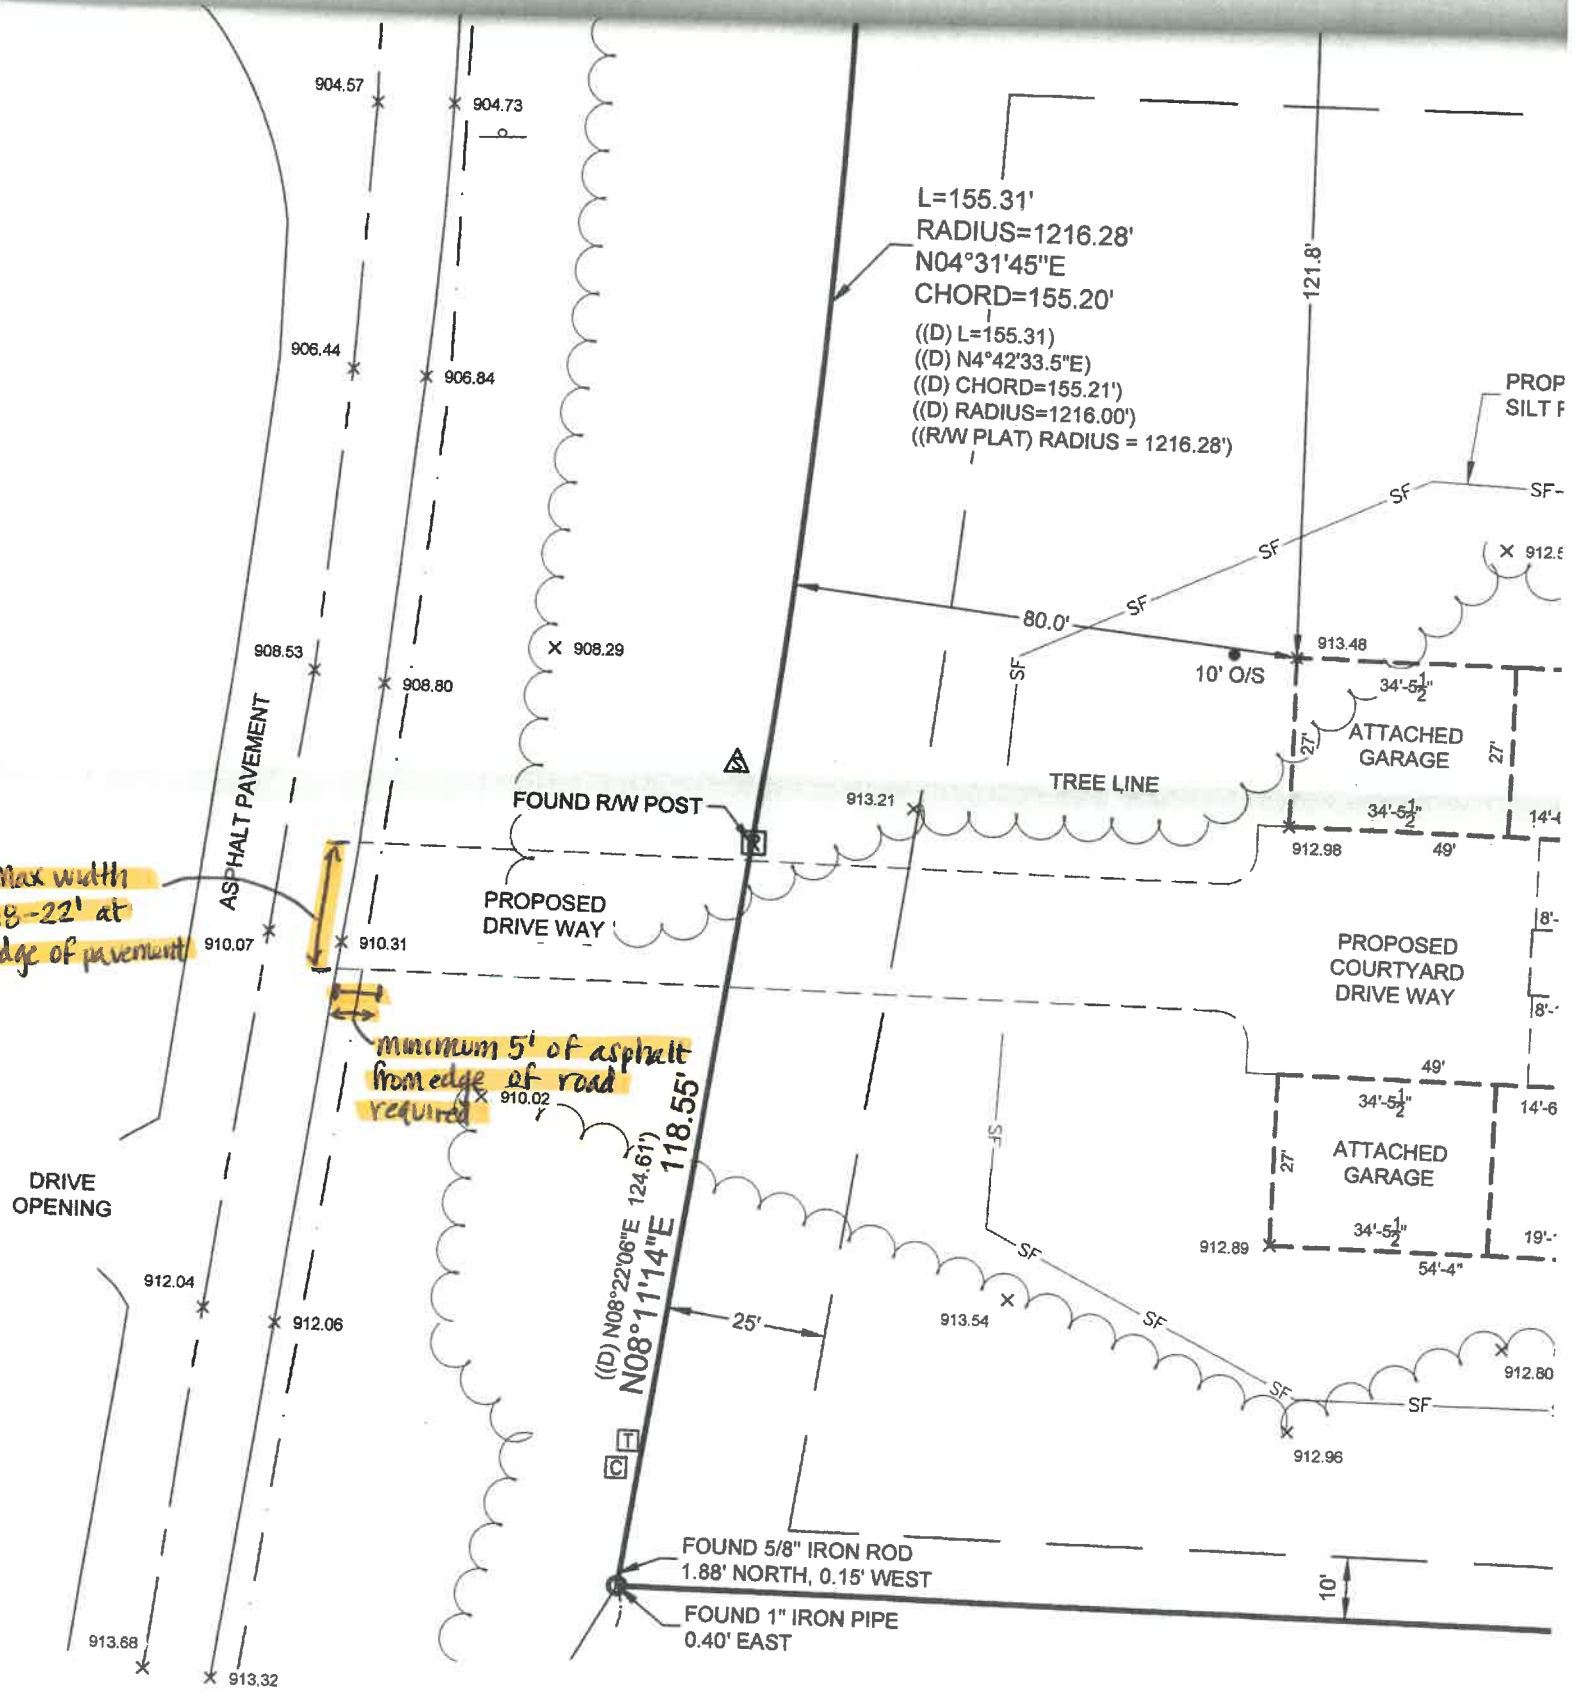 904.57
904.73
L=155.31'
RADIUS=1216.28'
N04°31'45"E
CHORD=155.20'
((D) L=155.31)
((D) N4°42'33.5"E)
((D) CHORD=155.21')
((D) RADIUS=1216.00')
((R/W PLAT) RADIUS = 1216.28')
121.8'
906.44
906.84
PROP
SILT F
SF
SF-
SF
SF
SF
912.5
80.0'
908.53
908.29
908.80
913.48
10' O/S
34'-5½"
ATTACHED
GARAGE
27'
27'
34'-5½"
14'-6
49'
912.98
ASPHALT PAVEMENT
FOUND R/W POST
R
913.21
TREE LINE
Max width
18-22' at
edge of pavement
910.07
910.31
PROPOSED
DRIVE WAY
PROPOSED
COURTYARD
DRIVE WAY
8'-
8'-
minimum 5' of asphalt
from edge of road
required
910.02
49'
34'-5½"
14'-6
ATTACHED
GARAGE
27'
34'-5½"
19'-
54'-4"
912.89
SF
SF
SF
SF
SF
DRIVE
OPENING
118.55'
((D) N08°22'06"E 124.61')
N08°11'14"E
912.04
912.06
25'
913.54
912.80
912.96
T
C
FOUND 5/8" IRON ROD
1.88' NORTH, 0.15' WEST
FOUND 1" IRON PIPE
0.40' EAST
10'
913.68
913.32